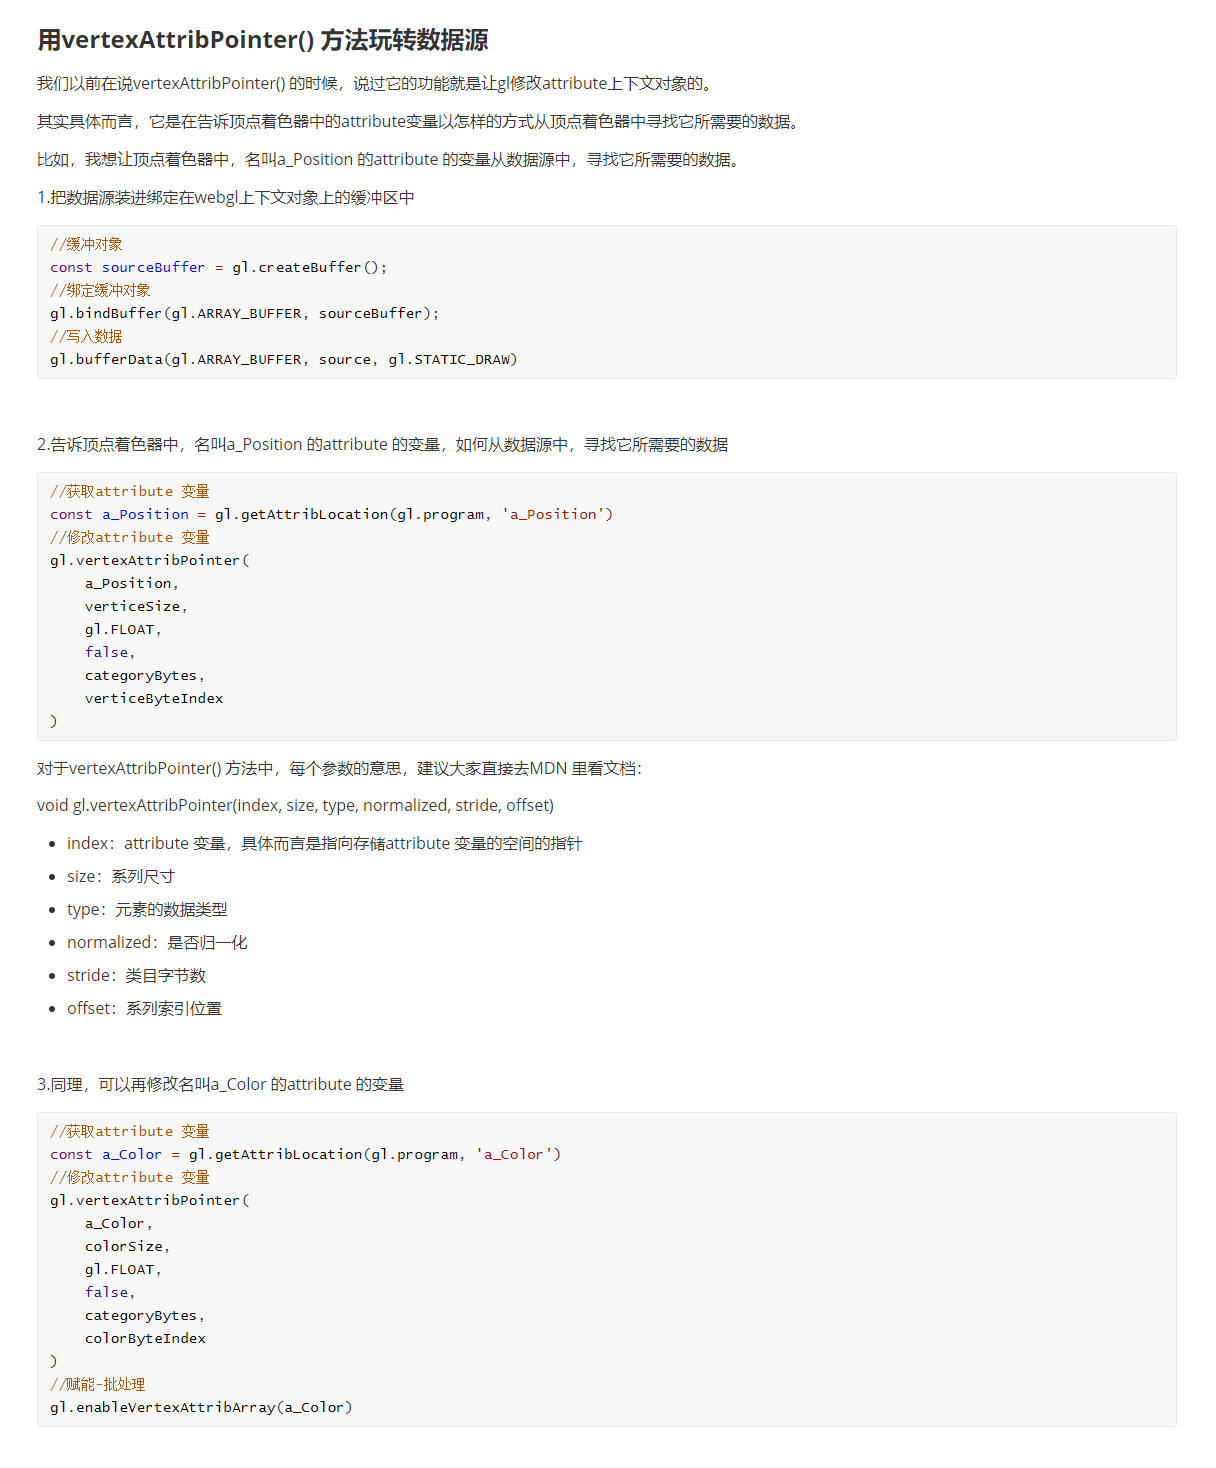 用vertexAttribPointer() 方法玩转数据源
我们以前在说vertexAttribPointer() 的时候，说过它的功能就是让gl修改attribute上下文对象的。
其实具体而言，它是在告诉顶点着色器中的attribute变量以怎样的方式从顶点着色器中寻找它所需要的数据。
比如，我想让顶点着色器中，名叫a_Position 的attribute 的变量从数据源中，寻找它所需要的数据。
1.把数据源装进绑定在webgl上下文对象上的缓冲区中
//缓冲对象
const sourceBuffer = gl.createBuffer();
//绑定缓冲对象
gl.bindBuffer(gl.ARRAY_BUFFER, sourceBuffer);
//写入数据
gl.bufferData(gl.ARRAY_BUFFER, source, gl.STATIC_DRAW)
2.告诉顶点着色器中，名叫a_Position 的attribute 的变量，如何从数据源中，寻找它所需要的数据
//获取attribute 变量
const a_Position = gl.getAttribLocation(gl.program, 'a_Position')
//修改attribute 变量
gl.vertexAttribPointer(
    a_Position,
    verticeSize,
    gl.FLOAT,
    false,
    categoryBytes,
    verticeByteIndex
)
对于vertexAttribPointer() 方法中，每个参数的意思，建议大家直接去MDN 里看文档：
void gl.vertexAttribPointer(index, size, type, normalized, stride, offset)
• index：attribute 变量，具体而言是指向存储attribute 变量的空间的指针
• size：系列尺寸
• type：元素的数据类型
• normalized：是否归一化
• stride：类目字节数
• offset：系列索引位置
3.同理，可以再修改名叫a_Color 的attribute 的变量
//获取attribute 变量
const a_Color = gl.getAttribLocation(gl.program, 'a_Color')
//修改attribute 变量
gl.vertexAttribPointer(
    a_Color,
    colorSize,
    gl.FLOAT,
    false,
    categoryBytes,
    colorByteIndex
)
//赋能-批处理
gl.enableVertexAttribArray(a_Color)